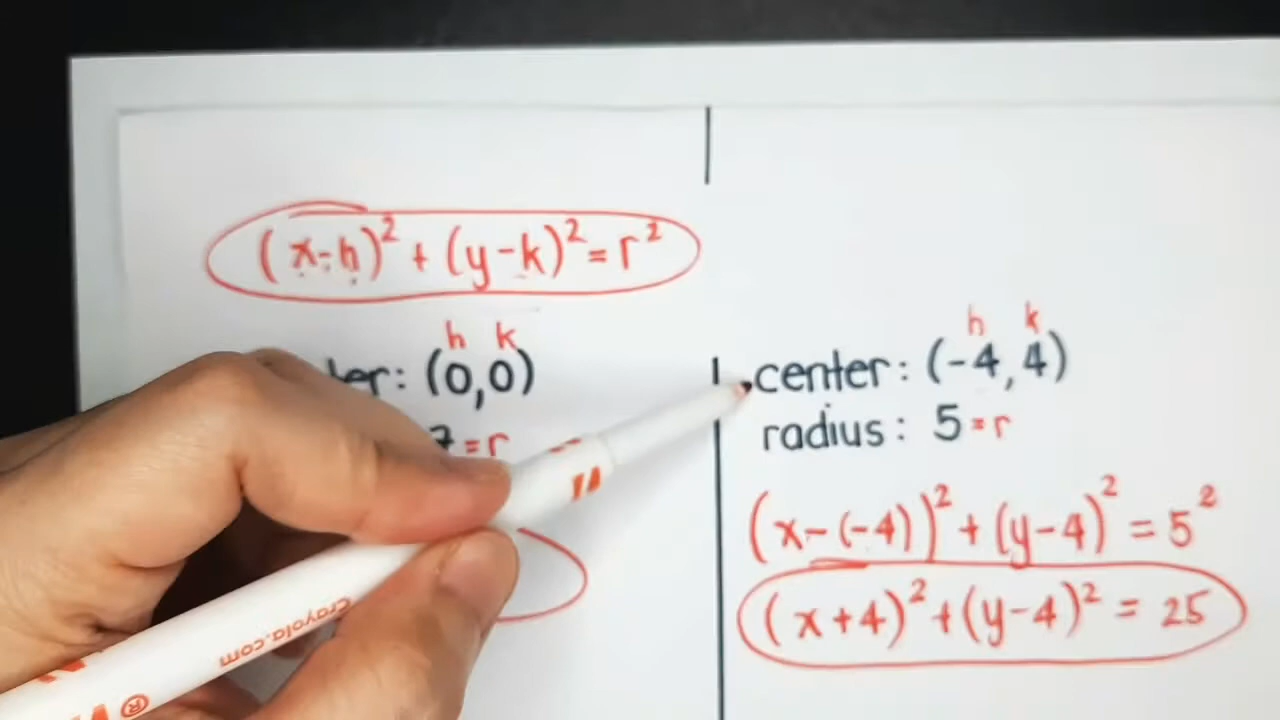 (x-h)² + (y-k)² = r²
h k
(0,0)
7 = r
h k
center: (-4,4)
radius: 5 = r
(x-(-4))² + (y-4)² = 5²
(x+4)² + (y-4)² = 25
Crayola.com